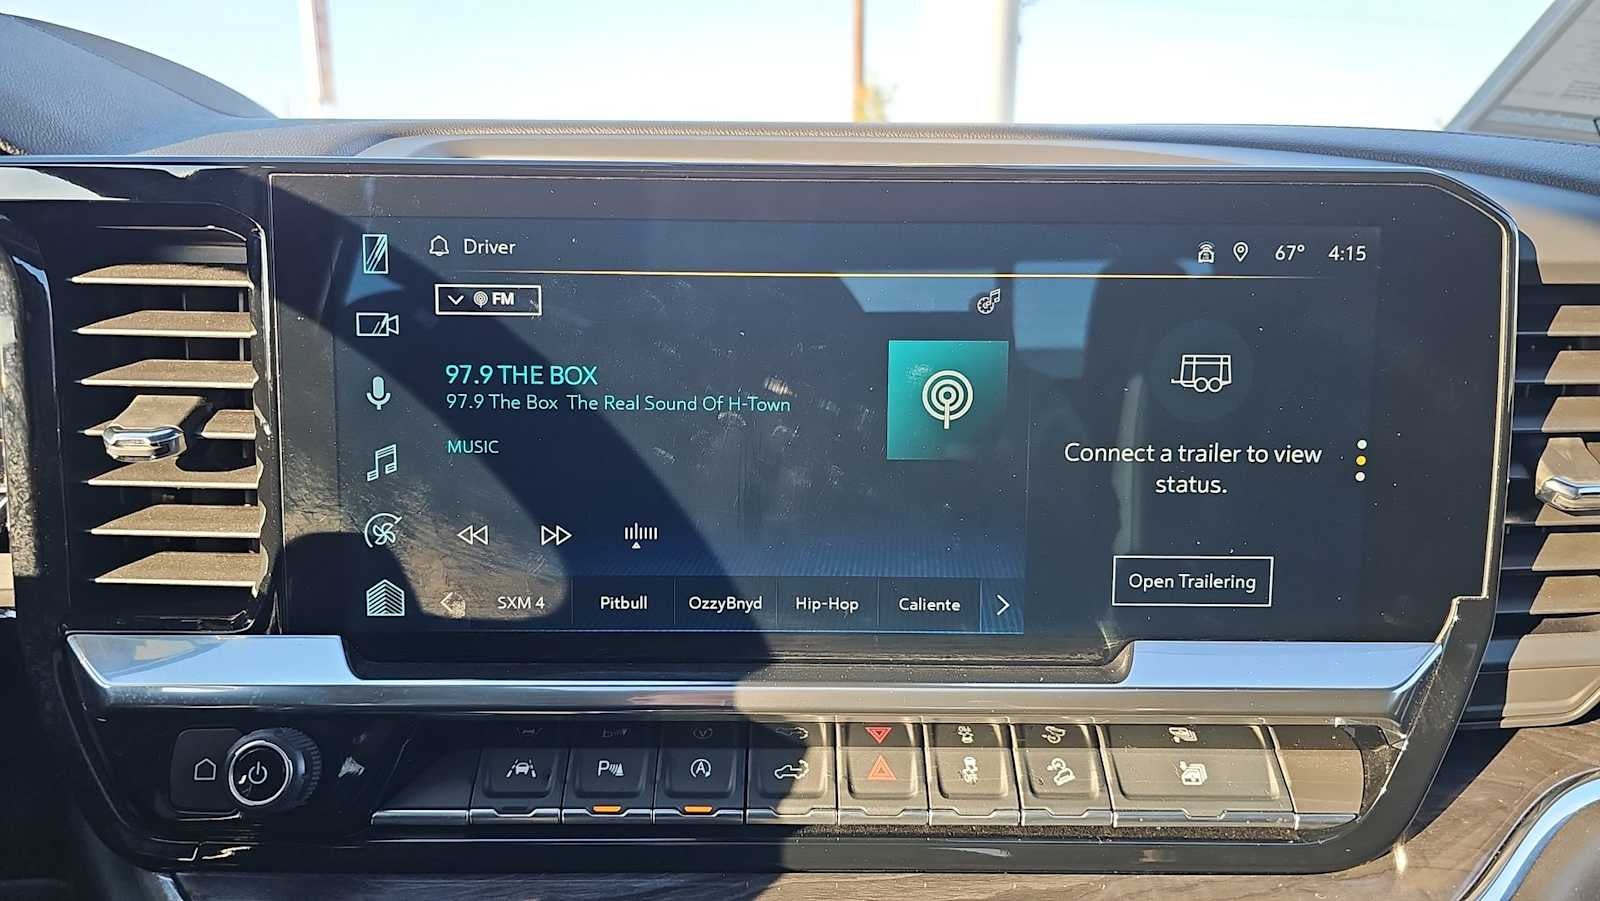 Driver
67° 4:15
FM
97.9 THE BOX
97.9 The Box The Real Sound Of H-Town
MUSIC
Connect a trailer to view
status.
Open Trailering
SXM 4 Pitbull OzzyBnyd Hip-Hop Caliente
P
A